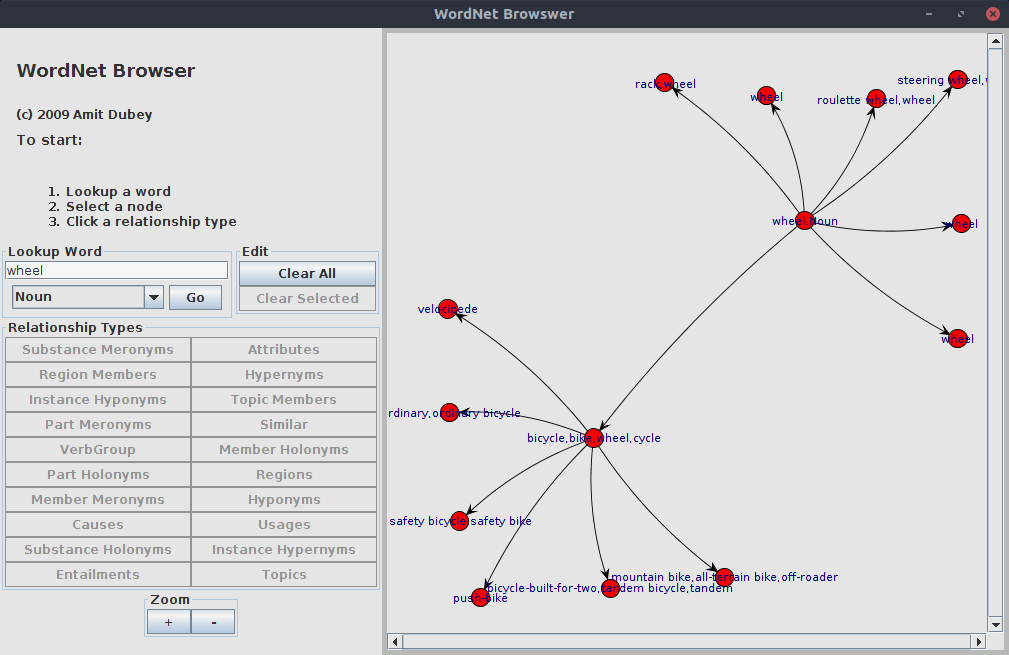 WordNet Browswer
WordNet Browser
(c) 2009 Amit Dubey
To start:
1. Lookup a word
2. Select a node
3. Click a relationship type
Lookup Word
wheel
Noun
Go
Edit
Clear All
Clear Selected
Relationship Types
Substance Meronyms
Attributes
Region Members
Hypernyms
Instance Hyponyms
Topic Members
Part Meronyms
Similar
VerbGroup
Member Holonyms
Part Holonyms
Regions
Member Meronyms
Hyponyms
Causes
Usages
Substance Holonyms
Instance Hypernyms
Entailments
Topics
Zoom
+
-
rack wheel
wheel
roulette wheel,wheel
steering wheel,
wheel,Noun
wheel
wheel
velocipede
rdinary,ordinary bicycle
bicycle,bike,wheel,cycle
safety bicycle,safety bike
push-bike
bicycle-built-for-two,tandem bicycle,tandem
mountain bike,all-terrain bike,off-roader